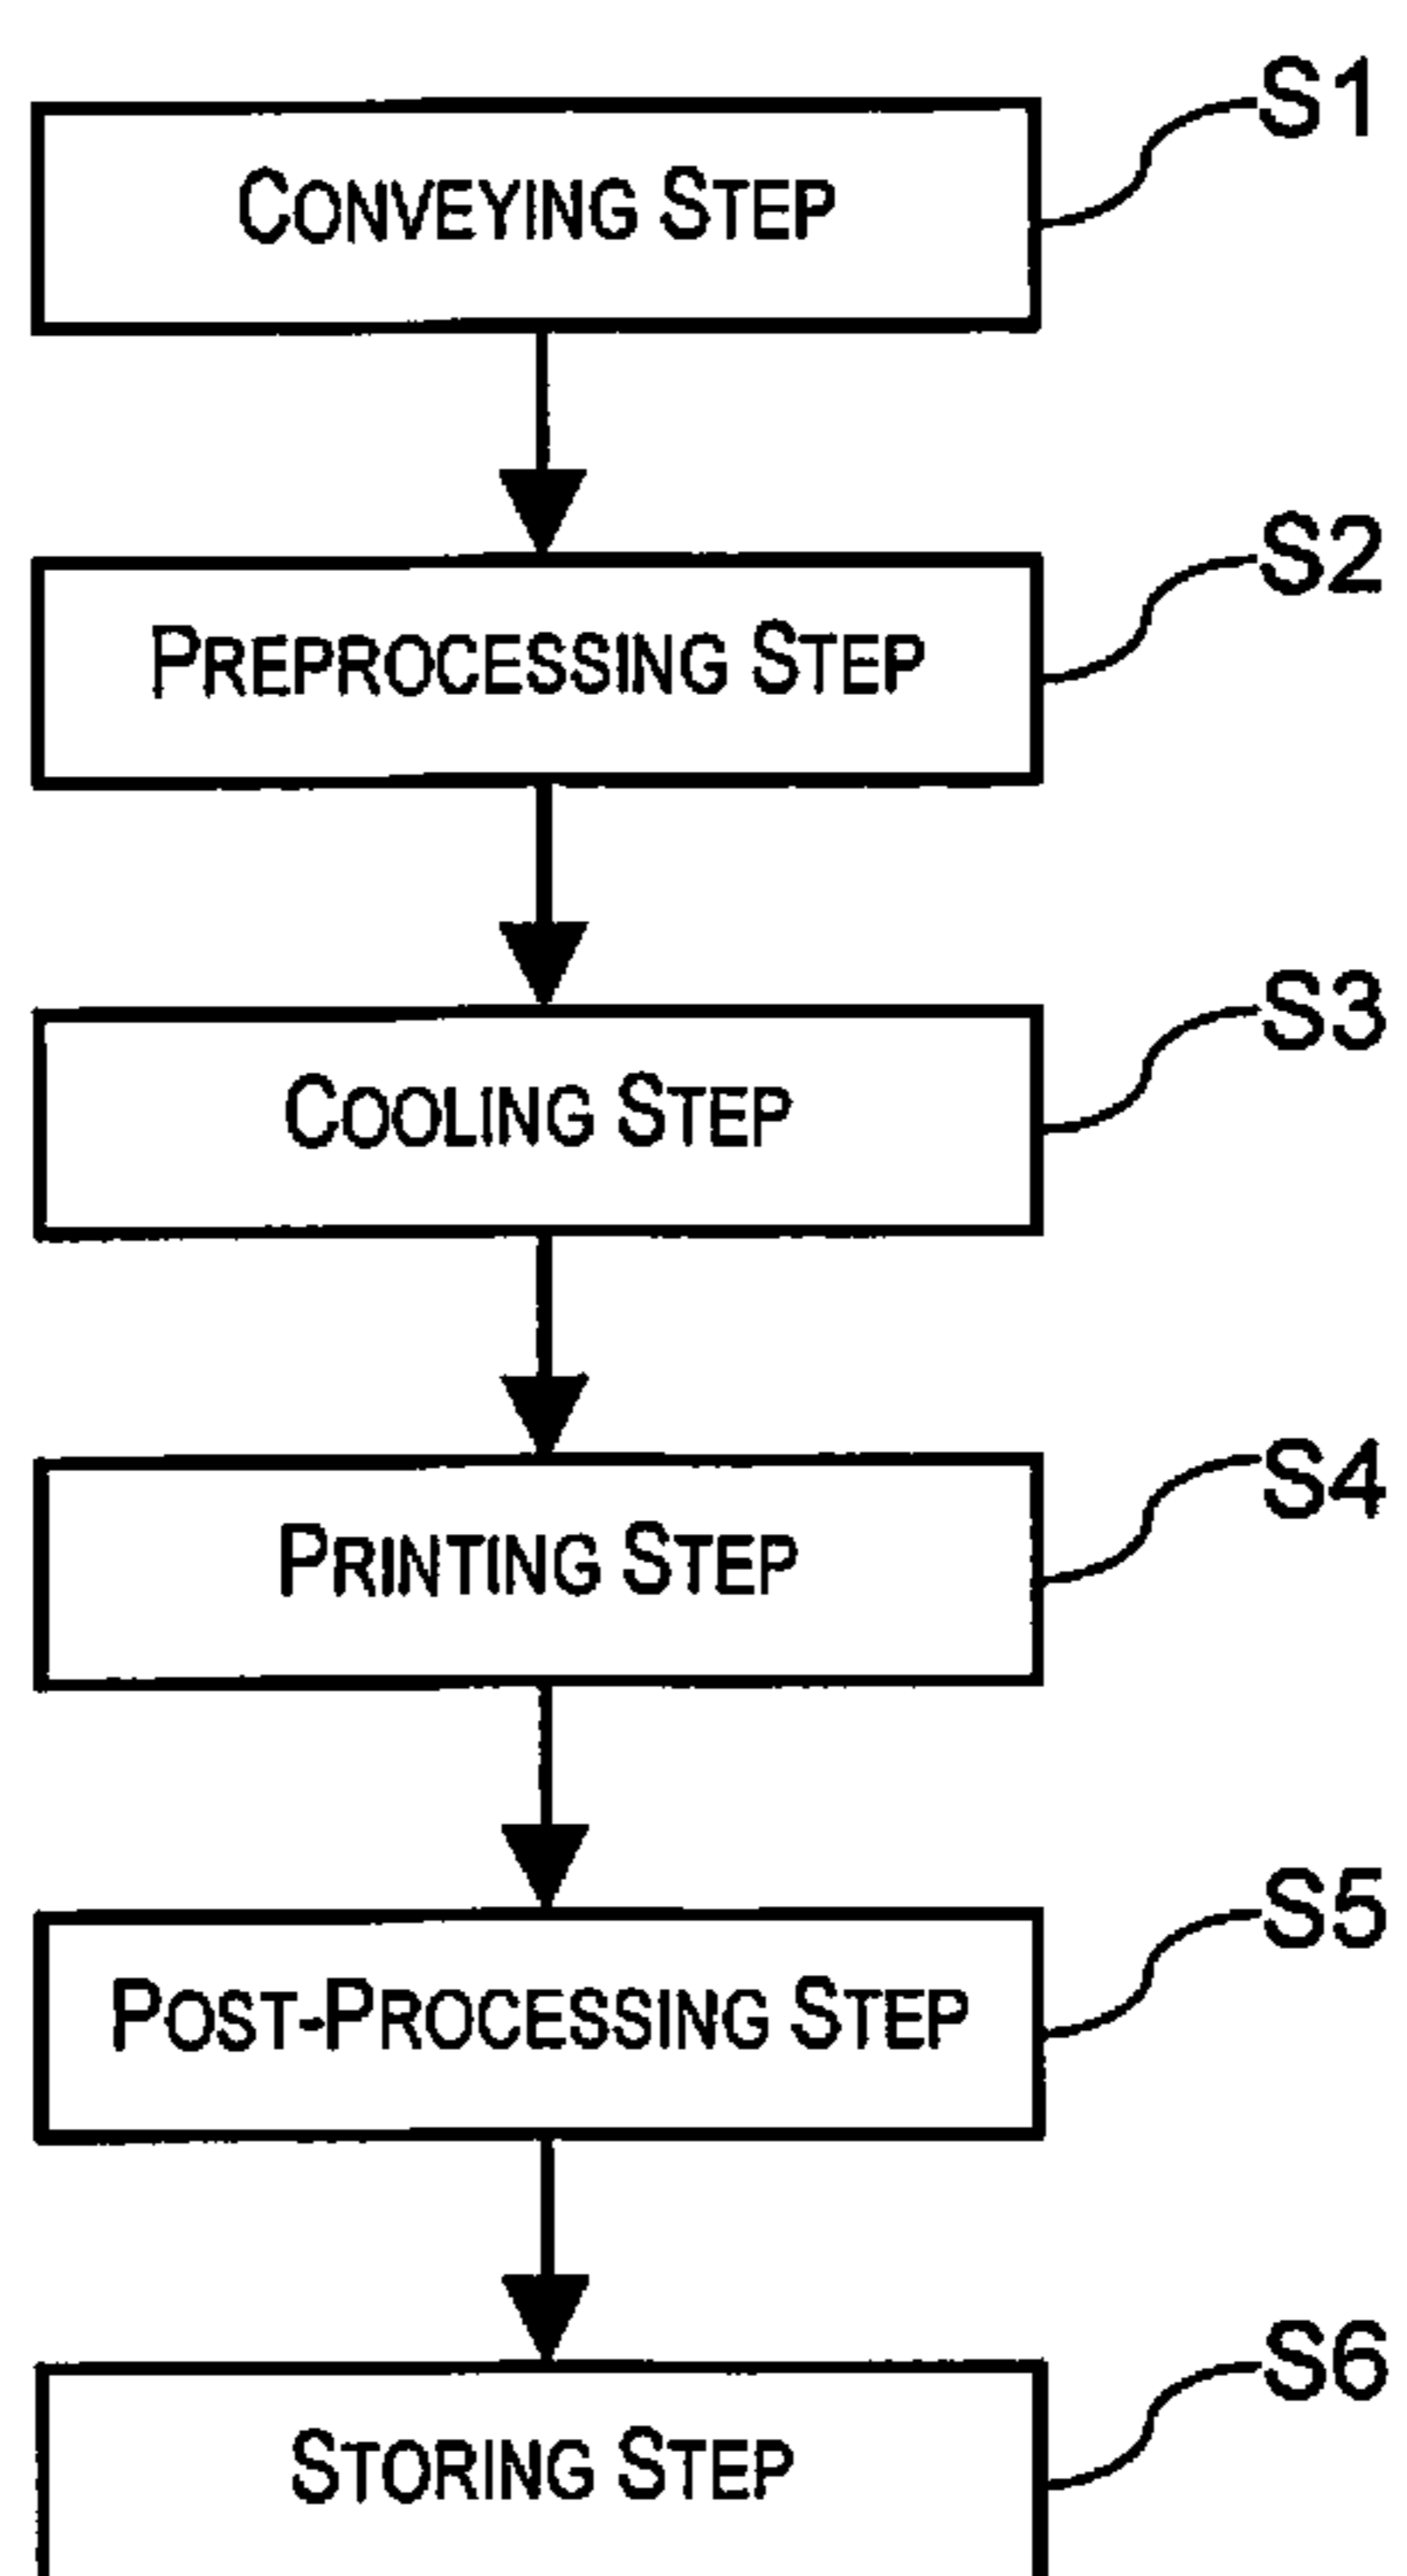 S1
CONVEYING STEP
S2
PREPROCESSING STEP
S3
COOLING STEP
S4
PRINTING STEP
S5
POST-PROCESSING STEP
S6
STORING STEP